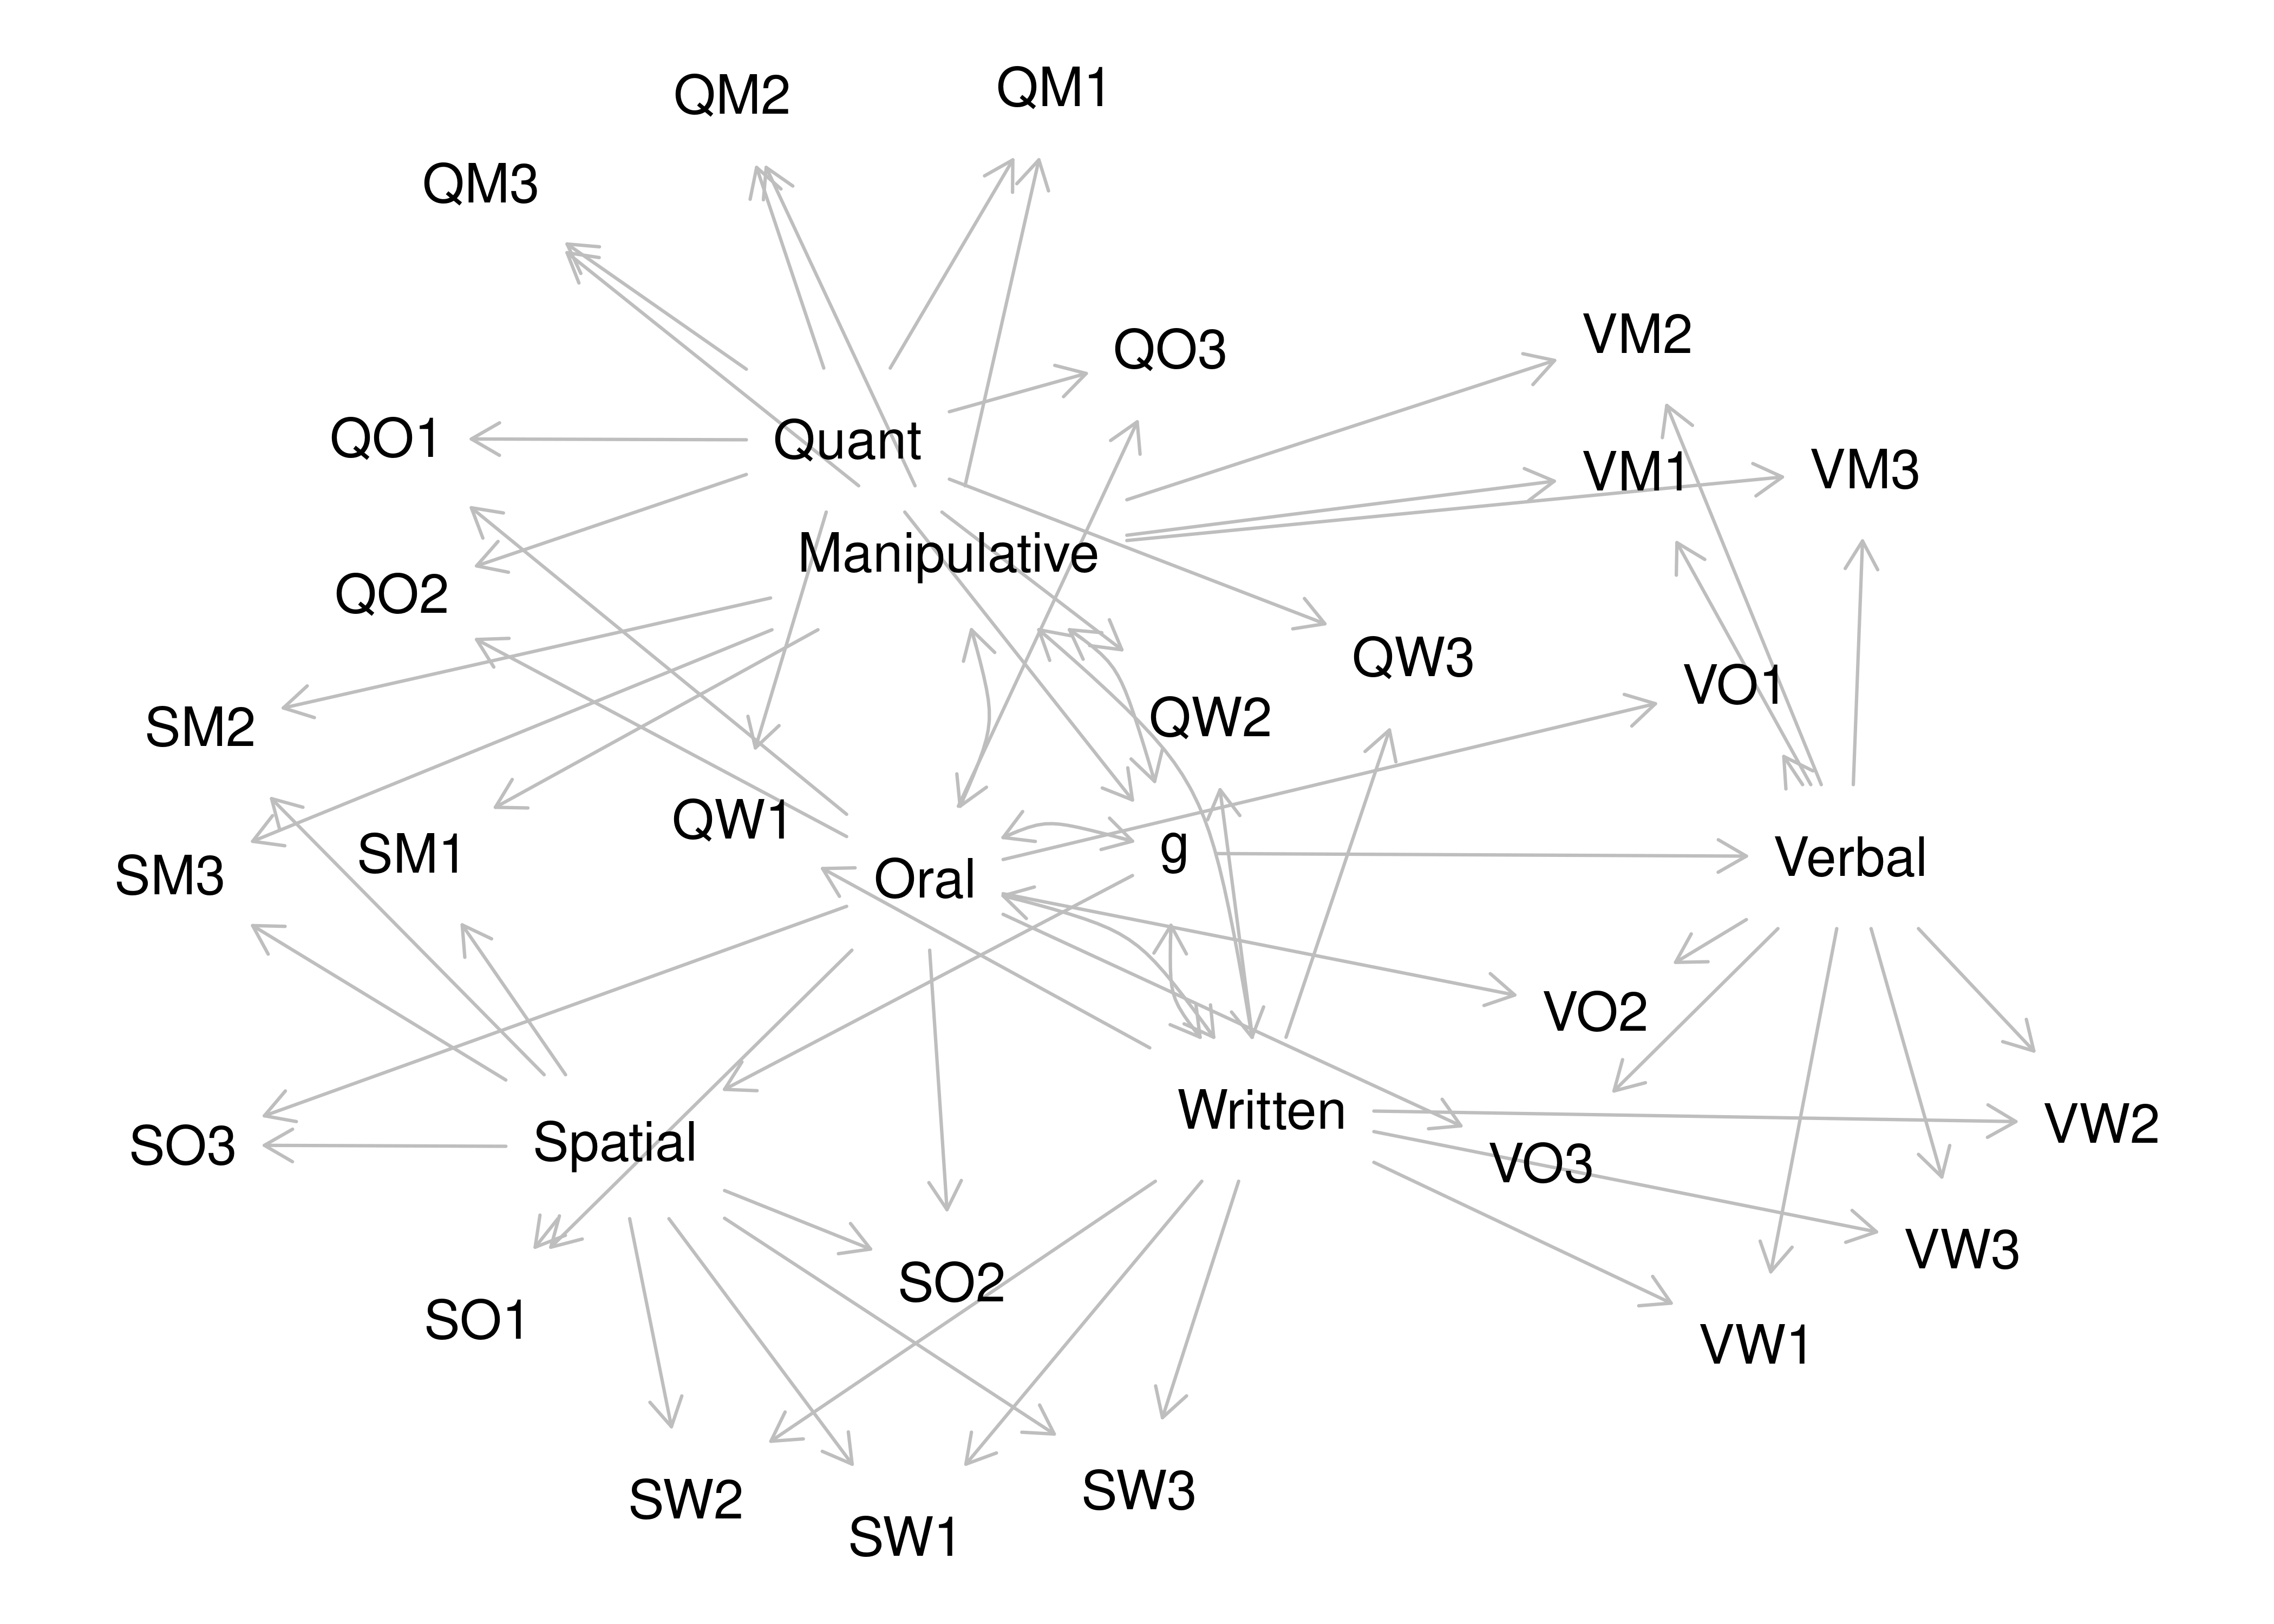 QM1
QM2
QM3
QO3
VM2
QO1
Quant
VM1
VM3
Manipulative
QO2
QW3
VO1
QW2
SM2
QW1
g
SM1
Verbal
SM3
Oral
VO2
Written
VW2
SO3
Spatial
VO3
VW3
SO2
SO1
VW1
SW3
SW2
SW1